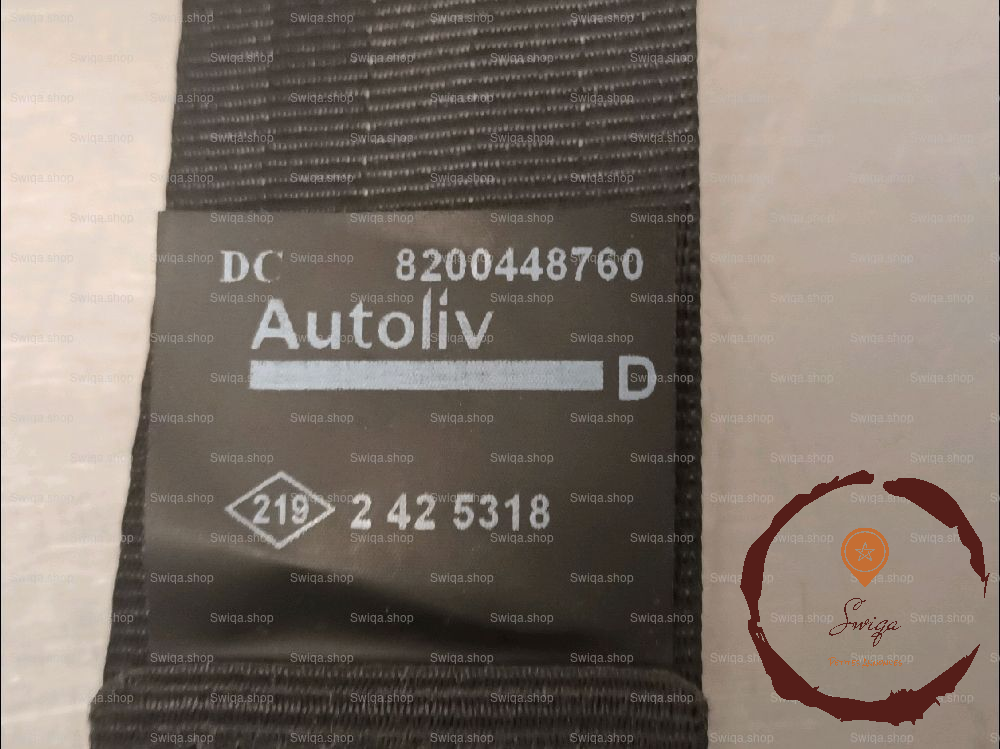 DC 8200448760
Autoliv
D
219 2 42 5318
Swiqa
Swiqa.shop